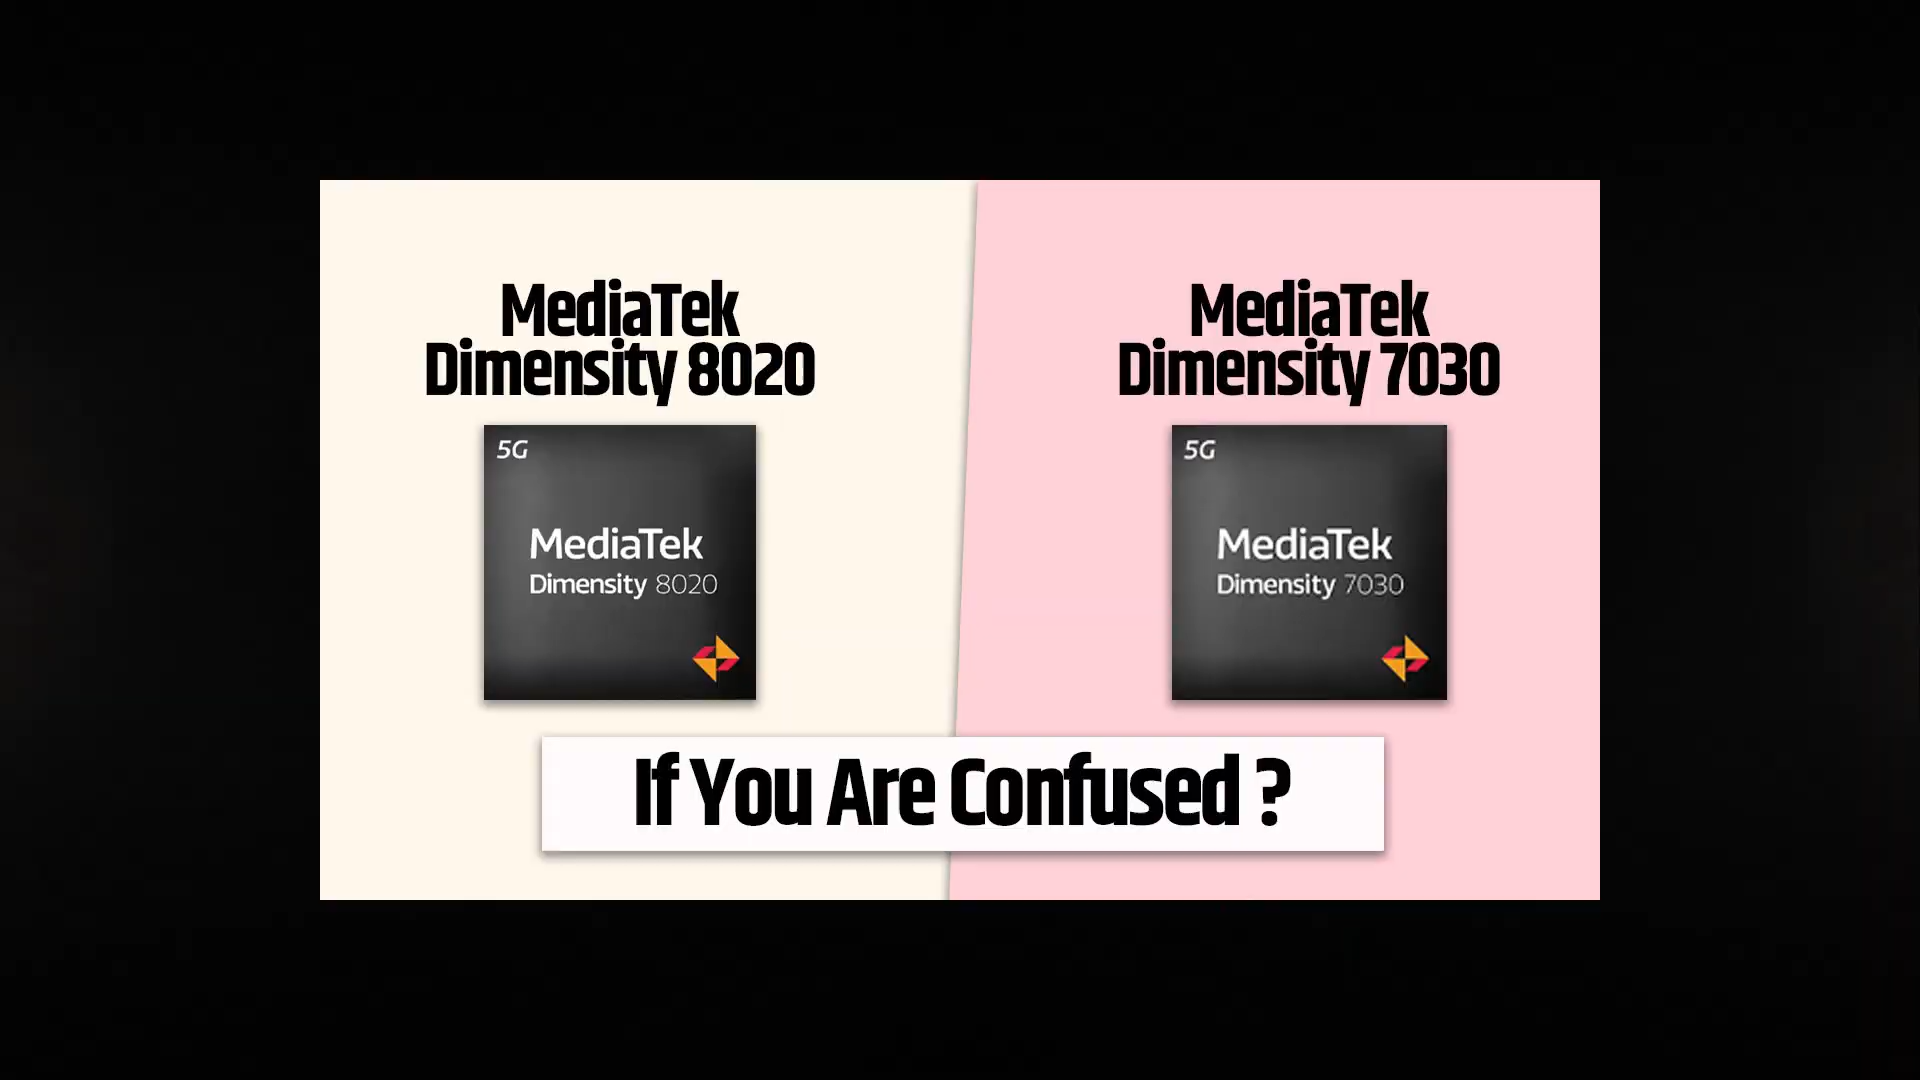 MediaTek
Dimensity 8020
5G
MediaTek
Dimensity 8020
MediaTek
Dimensity 7030
5G
MediaTek
Dimensity 7030
If You Are Confused ?